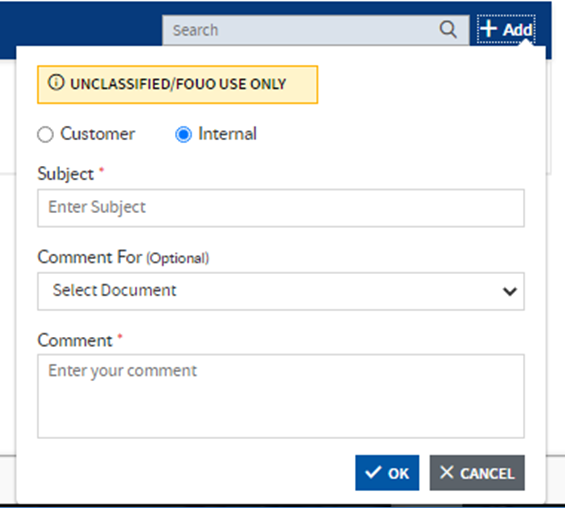 Search
+ Add
UNCLASSIFIED/FOUO USE ONLY
Customer Internal
Subject *
Enter Subject
Comment For (Optional)
Select Document
Comment *
Enter your comment
OK CANCEL